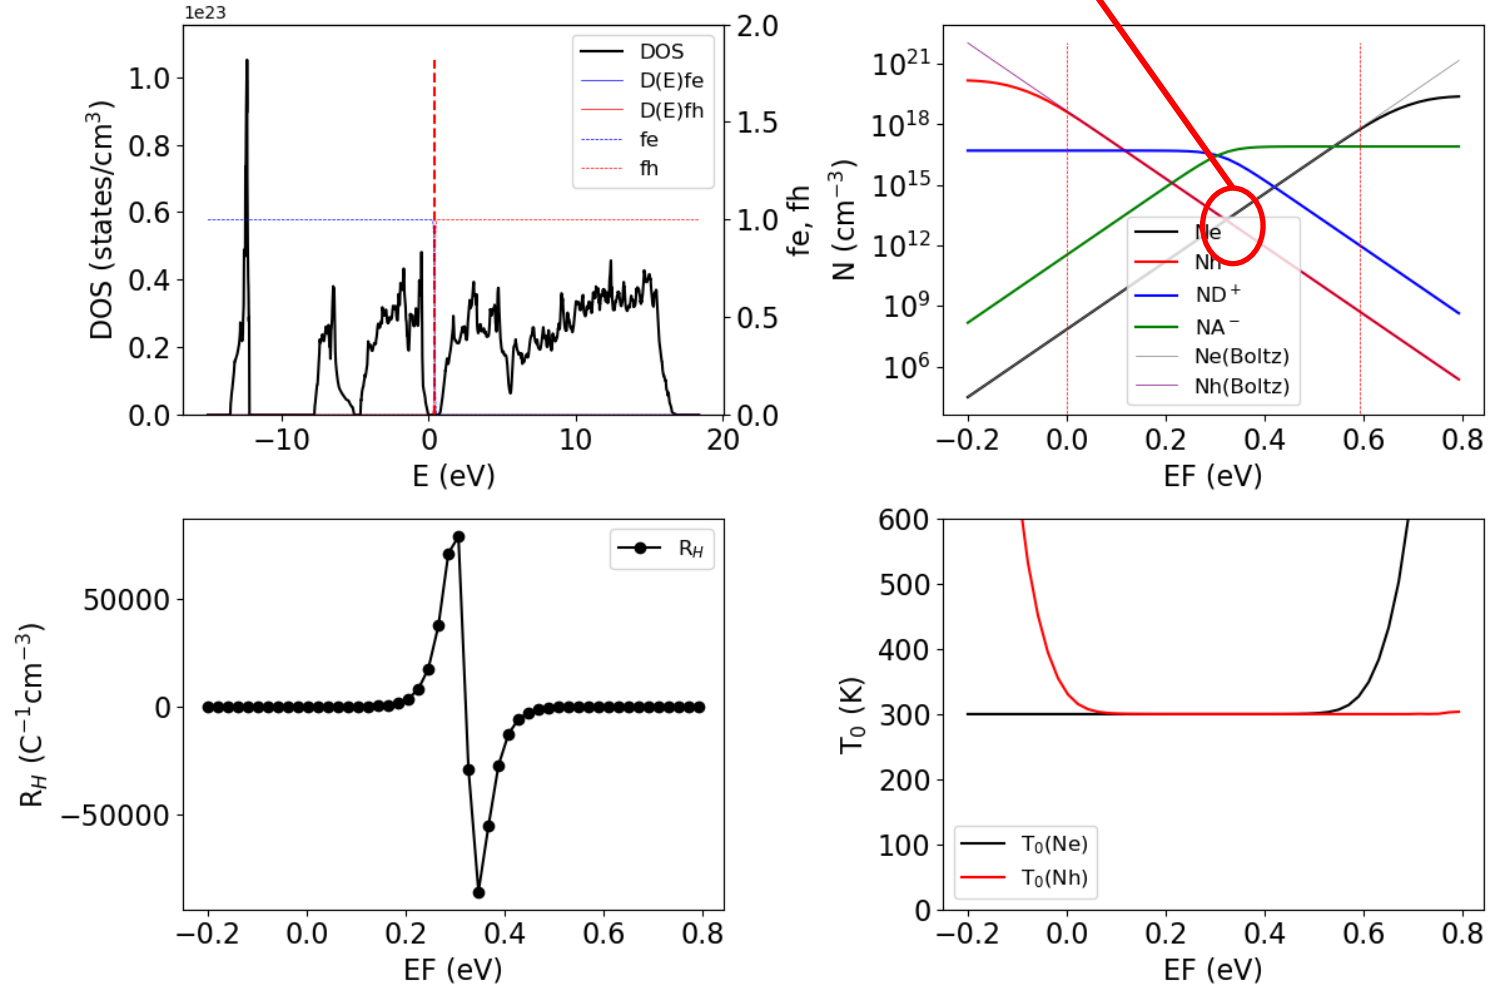 1e23
DOS (states/cm³)
1.0
0.8
0.6
0.4
0.2
0.0
DOS
D(E)fe
D(E)fh
fe
fh
2.0
1.5
1.0
0.5
0.0
fe, fh
−10
0
10
20
E (eV)
N (cm⁻³)
10²¹
10¹⁸
10¹⁵
10¹²
10⁹
10⁶
Ne
Nh
ND⁺
NA⁻
Ne(Boltz)
Nh(Boltz)
−0.2
0.0
0.2
0.4
0.6
0.8
EF (eV)
R_H (C⁻¹cm⁻³)
50000
0
−50000
R_H
−0.2
0.0
0.2
0.4
0.6
0.8
EF (eV)
T₀ (K)
600
500
400
300
200
100
0
T₀(Ne)
T₀(Nh)
−0.2
0.0
0.2
0.4
0.6
0.8
EF (eV)